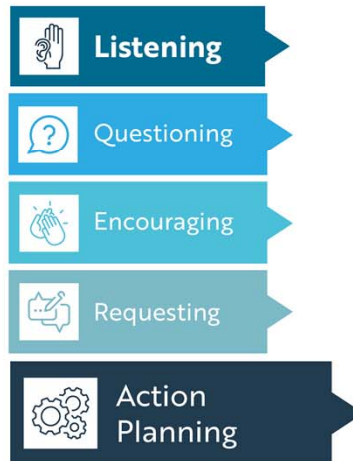 Listening
Questioning
Encouraging
Requesting
Action
Planning